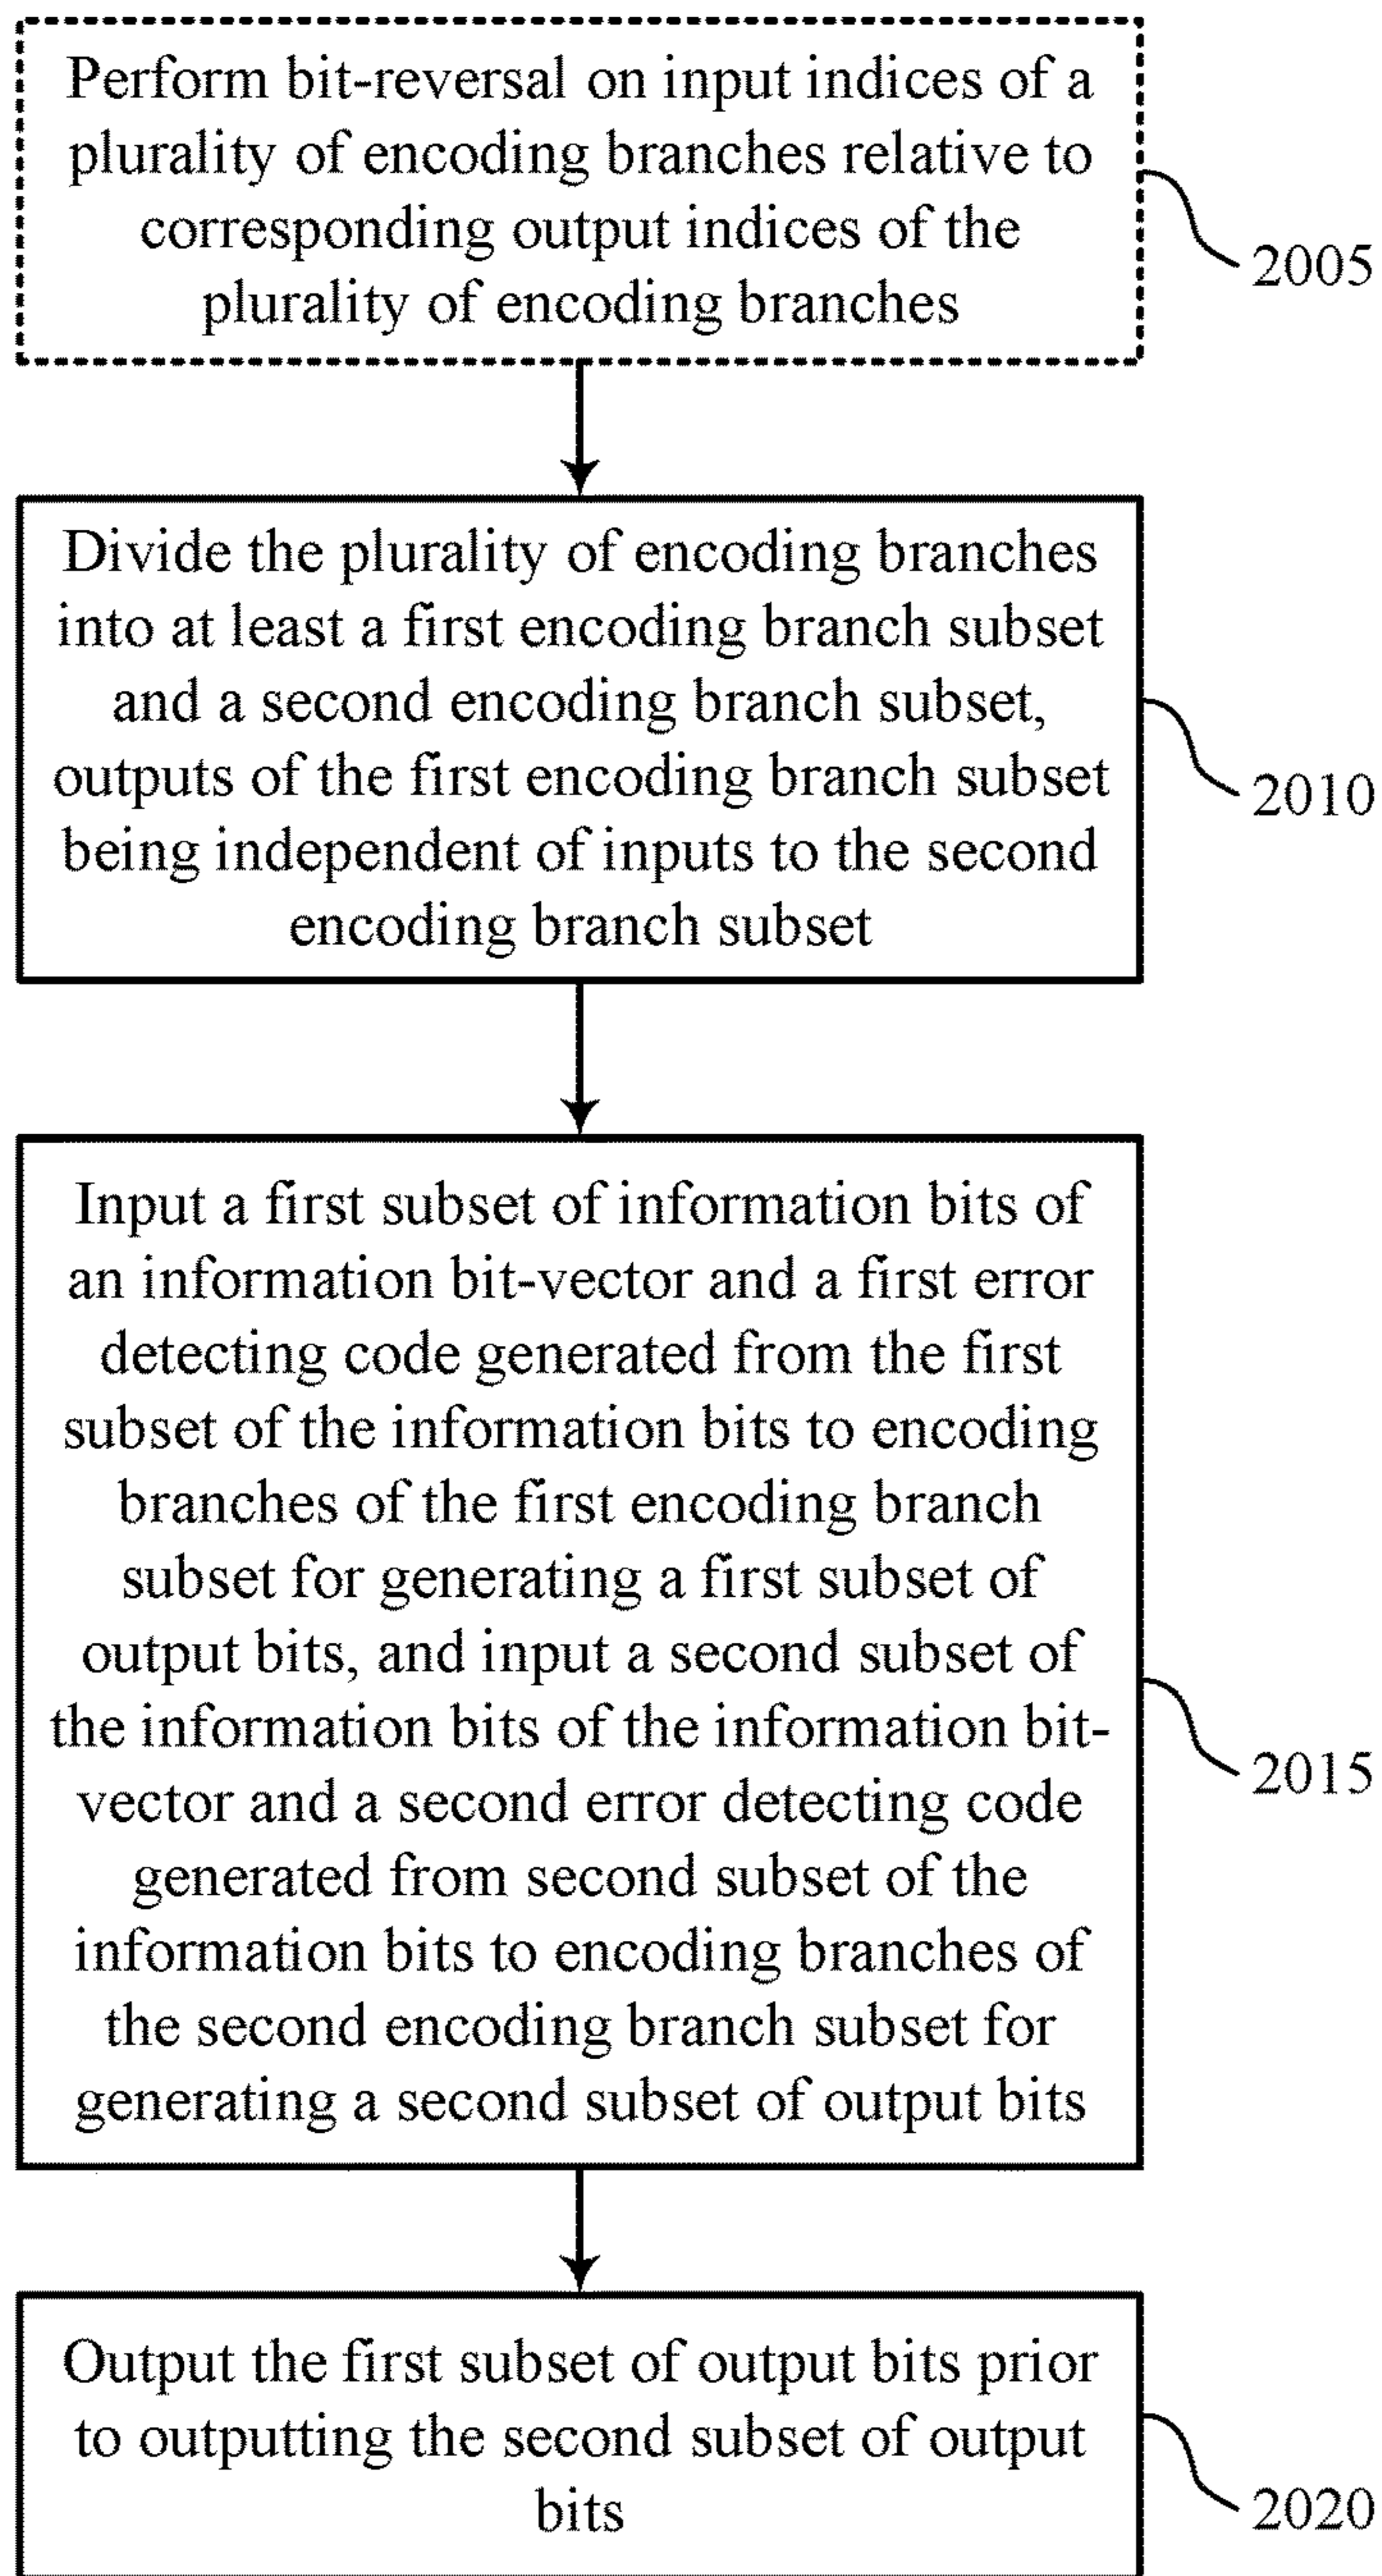 Perform bit-reversal on input indices of a
plurality of encoding branches relative to
corresponding output indices of the
plurality of encoding branches
2005
Divide the plurality of encoding branches
into at least a first encoding branch subset
and a second encoding branch subset,
outputs of the first encoding branch subset
being independent of inputs to the second
encoding branch subset
2010
Input a first subset of information bits of
an information bit-vector and a first error
detecting code generated from the first
subset of the information bits to encoding
branches of the first encoding branch
subset for generating a first subset of
output bits, and input a second subset of
the information bits of the information bit-
vector and a second error detecting code
generated from second subset of the
information bits to encoding branches of
the second encoding branch subset for
generating a second subset of output bits
2015
Output the first subset of output bits prior
to outputting the second subset of output
bits
2020